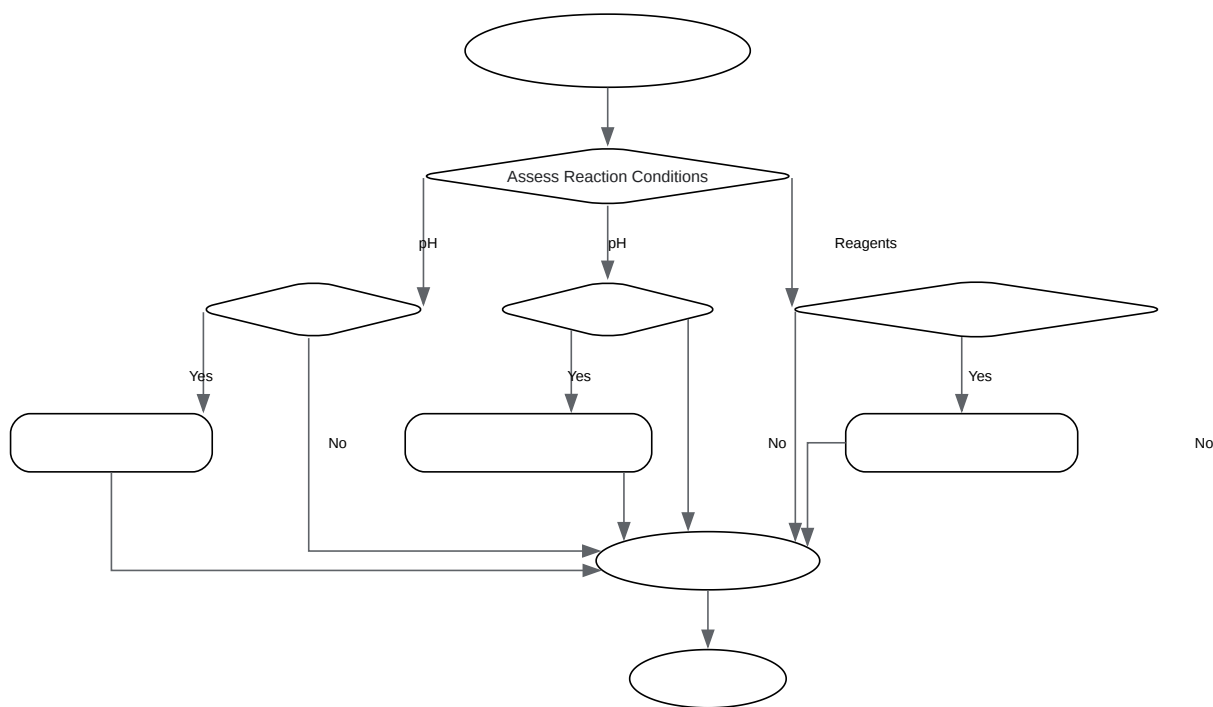 Assess Reaction Conditions
pH
pH
Reagents
Yes
Yes
Yes
No
No
No